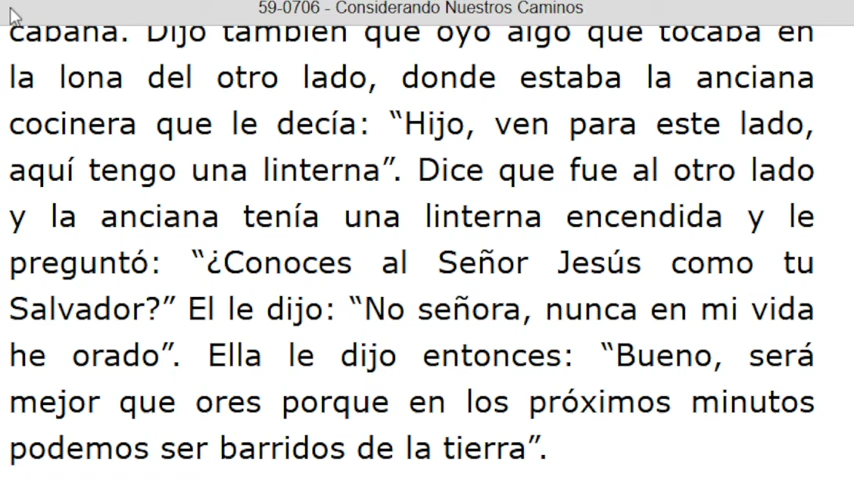 59-0706 - Considerando Nuestros Caminos
cabaña. Dijo también que oyó algo que tocaba en
la lona del otro lado, donde estaba la anciana
cocinera que le decía: “Hijo, ven para este lado,
aquí tengo una linterna”. Dice que fue al otro lado
y la anciana tenía una linterna encendida y le
preguntó: “¿Conoces al Señor Jesús como tu
Salvador?” El le dijo: “No señora, nunca en mi vida
he orado”. Ella le dijo entonces: “Bueno, será
mejor que ores porque en los próximos minutos
podemos ser barridos de la tierra”.